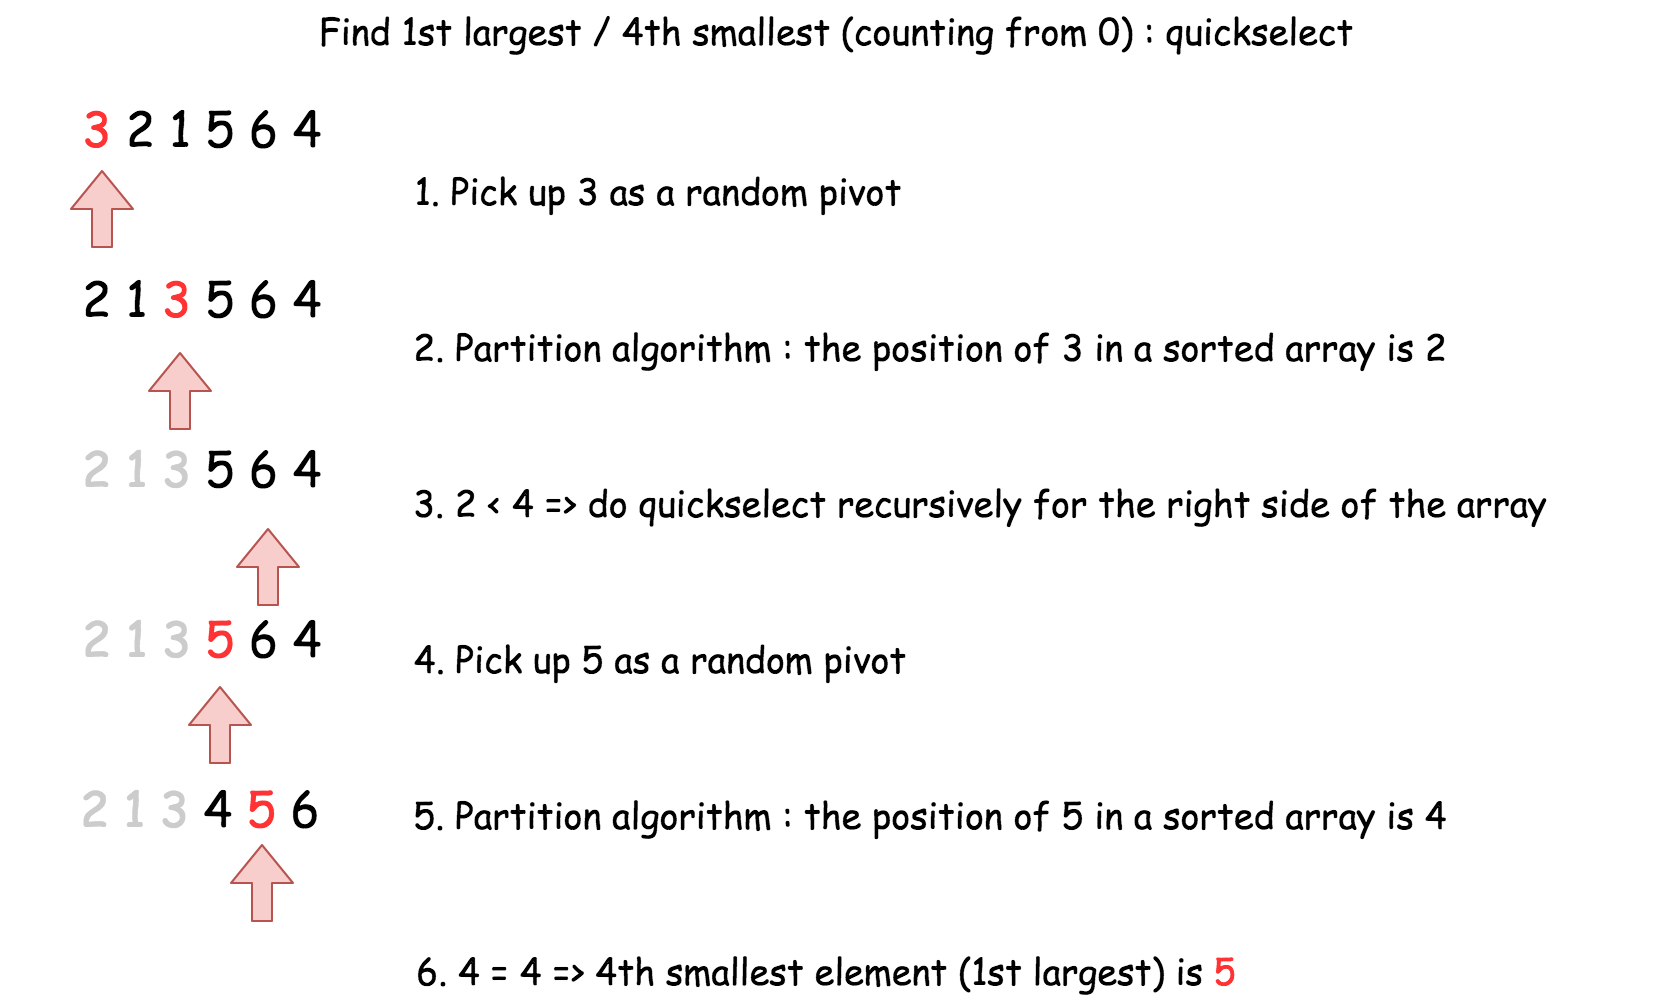 Find 1st largest / 4th smallest (counting from 0) : quickselect
3 2 1 5 6 4
1. Pick up 3 as a random pivot
2 1 3 5 6 4
2. Partition algorithm : the position of 3 in a sorted array is 2
2 1 3 5 6 4
3. 2 < 4 => do quickselect recursively for the right side of the array
2 1 3 5 6 4
4. Pick up 5 as a random pivot
2 1 3 4 5 6
5. Partition algorithm : the position of 5 in a sorted array is 4
6. 4 = 4 => 4th smallest element (1st largest) is 5